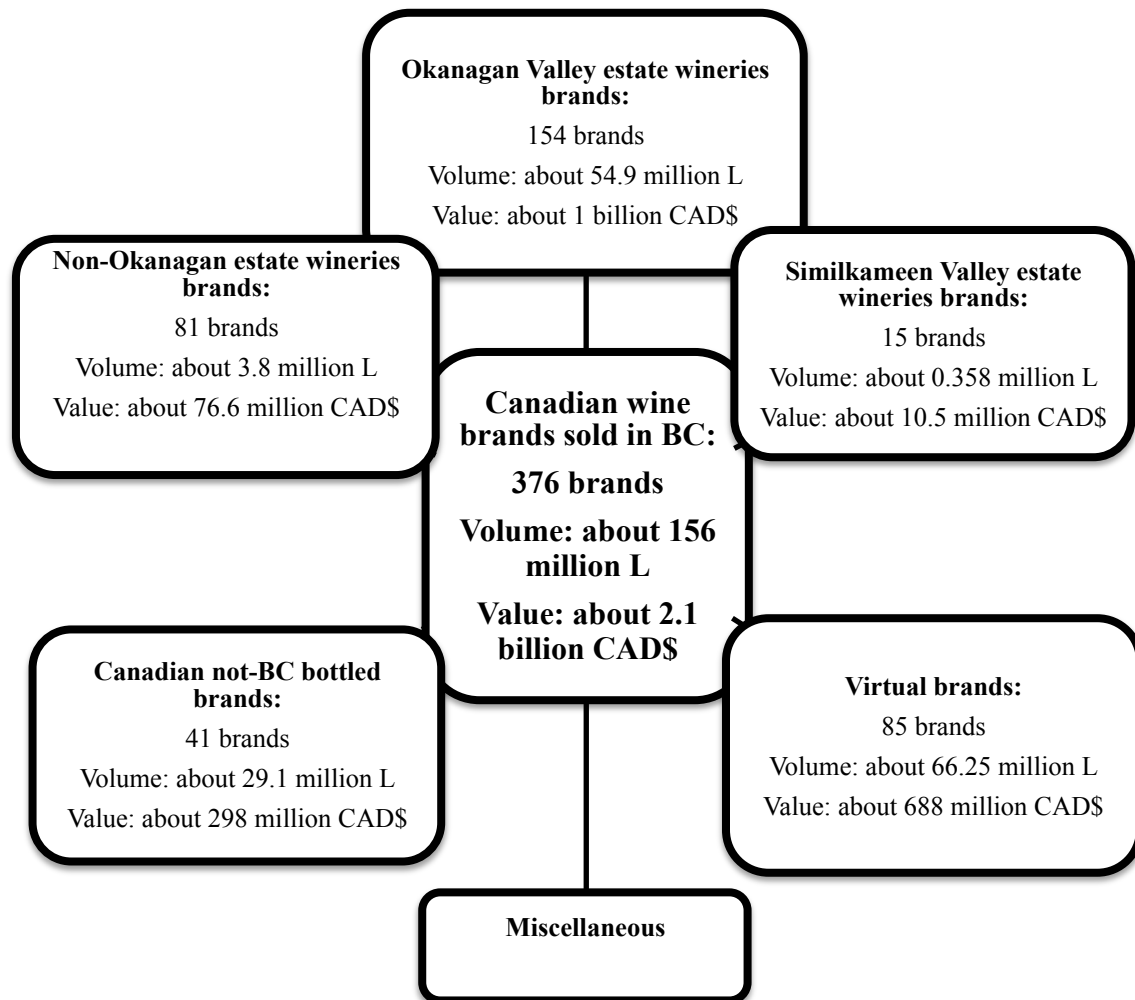 Okanagan Valley estate wineries
brands:
154 brands
Volume: about 54.9 million L
Value: about 1 billion CAD$
Non-Okanagan estate wineries
brands:
81 brands
Volume: about 3.8 million L
Value: about 76.6 million CAD$
Similkameen Valley estate
wineries brands:
15 brands
Volume: about 0.358 million L
Value: about 10.5 million CAD$
Canadian wine
brands sold in BC:
376 brands
Volume: about 156
million L
Value: about 2.1
billion CAD$
Canadian not-BC bottled
brands:
41 brands
Volume: about 29.1 million L
Value: about 298 million CAD$
Virtual brands:
85 brands
Volume: about 66.25 million L
Value: about 688 million CAD$
Miscellaneous